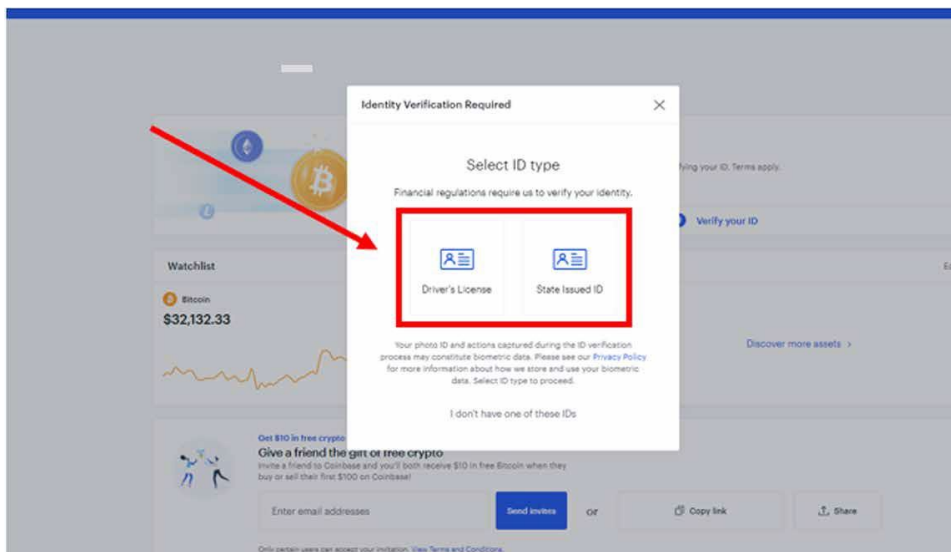 Identity Verification Required
Select ID type
Financial regulations require us to verify your identity.
Driver's License
State Issued ID
Your photo ID and actions captured during the ID verification
process may constitute biometric data. Please see our Privacy Policy
for more information about how we store and use your biometric
data. Select ID type to proceed.
I don't have one of these IDs
your ID. Terms apply.
Verify your ID
Watchlist
Bitcoin
$32,132.33
Discover more assets
Get $10 in free crypto
Give a friend the gift of free crypto
Invite a friend to Coinbase and you'll both receive $10 in free Bitcoin when they
buy or sell their first $100 on Coinbase!
Enter email addresses
Send invites
or
Copy link
Share
Only certain users can accept your invitation. View Terms and Conditions.